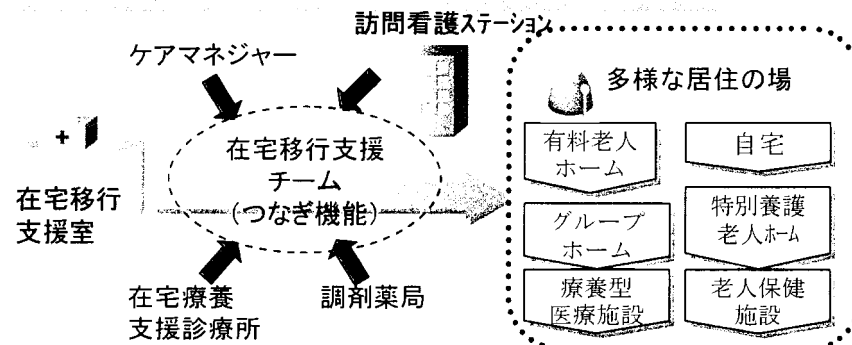 訪問看護ステーション
ケアマネジャー
多様な居住の場
+
在宅移行支援
チーム
(つなぎ機能)
在宅移行
支援室
有料老人
ホーム
自宅
グループ
ホーム
特別養護
老人ホーム
療養型
医療施設
老人保健
施設
在宅療養
支援診療所
調剤薬局